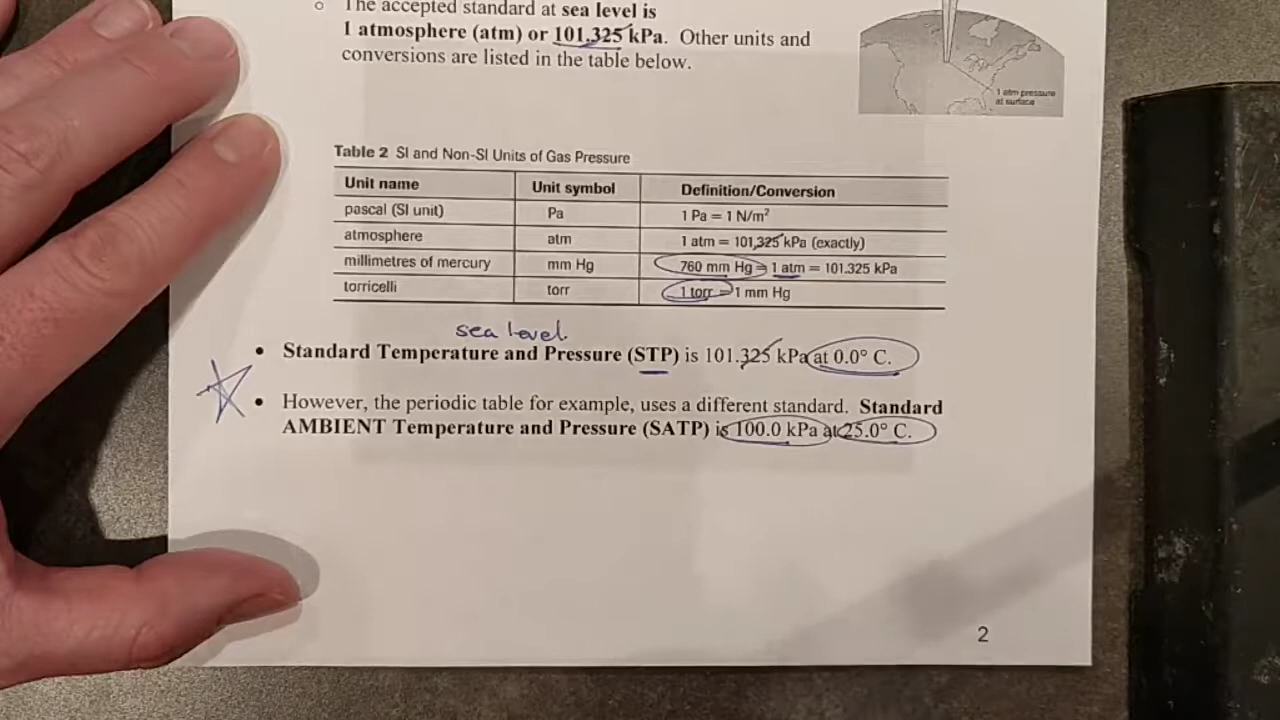 o The accepted standard at sea level is
1 atmosphere (atm) or 101.325 kPa. Other units and
conversions are listed in the table below.
1 atm pressure
at surface
Table 2 SI and Non-SI Units of Gas Pressure
Unit name Unit symbol Definition/Conversion
pascal (SI unit) Pa 1 Pa = 1 N/m²
atmosphere atm 1 atm = 101,325 kPa (exactly)
millimetres of mercury mm Hg 760 mm Hg = 1 atm = 101.325 kPa
torricelli torr 1 torr = 1 mm Hg
sea level.
• Standard Temperature and Pressure (STP) is 101.325 kPa at 0.0° C.
• However, the periodic table for example, uses a different standard. Standard
AMBIENT Temperature and Pressure (SATP) is 100.0 kPa at 25.0° C.
2